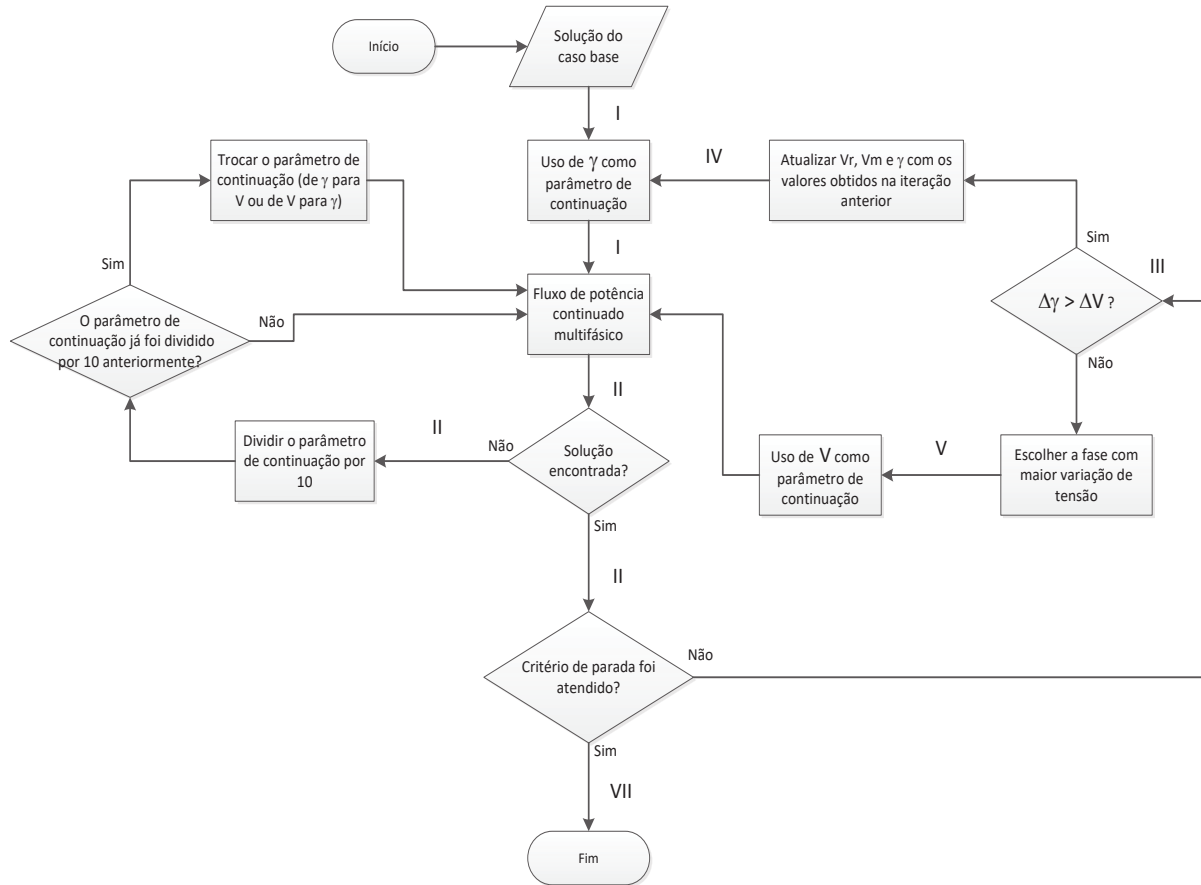 Início
Solução do
caso base
I
Trocar o parâmetro de
continuação (de γ para
V ou de V para γ)
Uso de γ como
parâmetro de
continuação
IV
Atualizar Vr, Vm e γ com os
valores obtidos na iteração
anterior
Sim
I
Sim
III
Δγ > ΔV ?
Fluxo de potência
continuado
multifásico
O parâmetro de
continuação já foi dividido
por 10 anteriormente?
Não
Não
II
Dividir o parâmetro
de continuação por
10
II
Não
Solução
encontrada?
Uso de V como
parâmetro de
continuação
V
Escolher a fase com
maior variação de
tensão
Sim
II
Critério de parada foi
atendido?
Não
Sim
VII
Fim